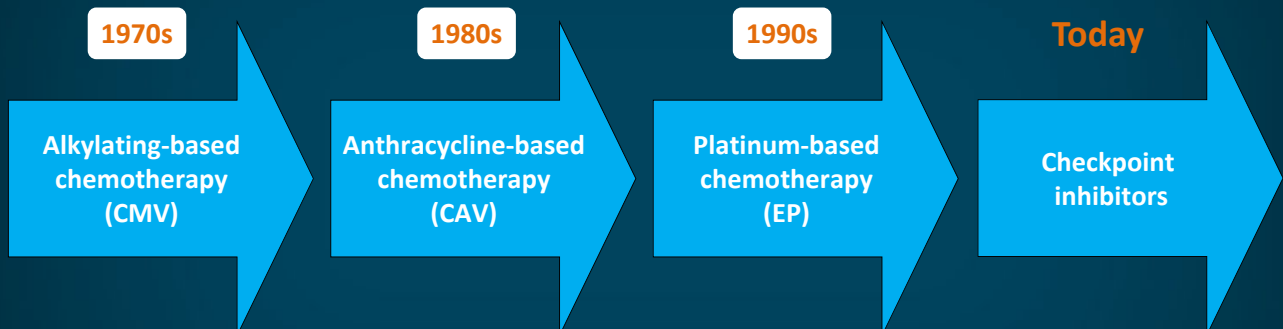 1970s
Alkylating-based
chemotherapy
(CMV)
1980s
Anthracycline-based
chemotherapy
(CAV)
1990s
Platinum-based
chemotherapy
(EP)
Today
Checkpoint
inhibitors